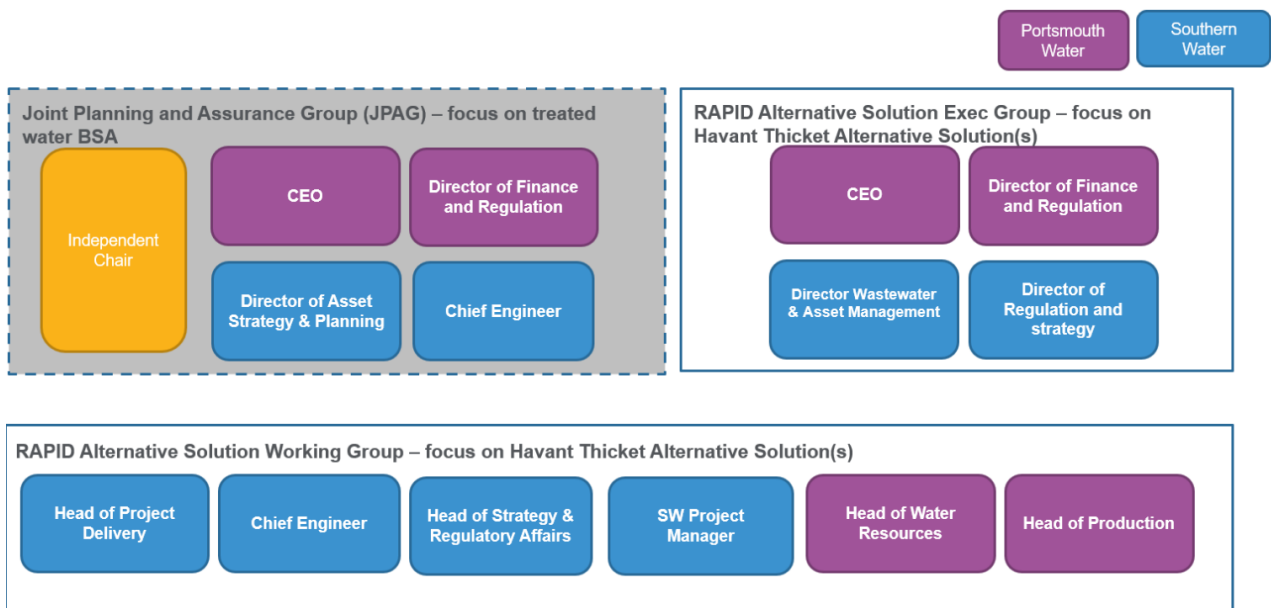 Portsmouth
Water
Southern
Water
Joint Planning and Assurance Group (JPAG) – focus on treated
water BSA
Independent
Chair
CEO
Director of Finance
and Regulation
Director of Asset
Strategy & Planning
Chief Engineer
RAPID Alternative Solution Exec Group – focus on
Havant Thicket Alternative Solution(s)
CEO
Director of Finance
and Regulation
Director Wastewater
& Asset Management
Director of
Regulation and
strategy
RAPID Alternative Solution Working Group – focus on Havant Thicket Alternative Solution(s)
Head of Project
Delivery
Chief Engineer
Head of Strategy &
Regulatory Affairs
SW Project
Manager
Head of Water
Resources
Head of Production